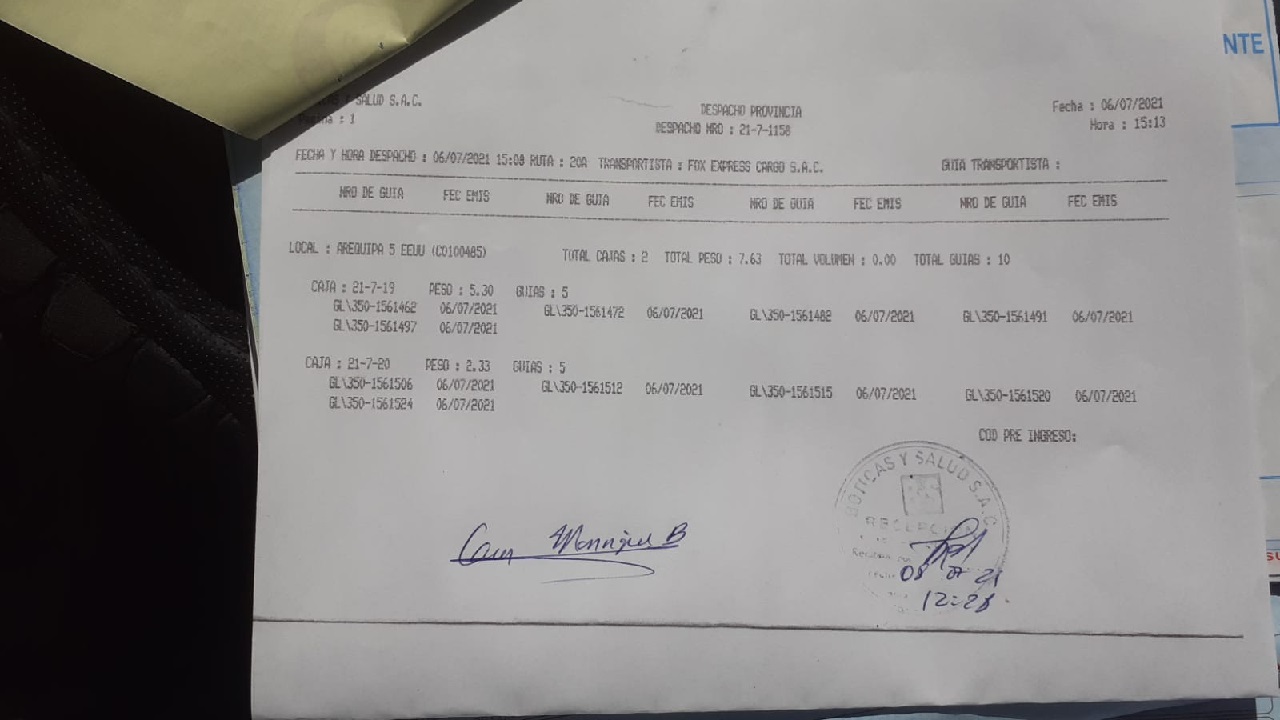 Y SALUD S.A.C.
Pagina : 1
DESPACHO PROVINCIA
DESPACHO NRO : 21-7-1158
Fecha : 06/07/2021
Hora : 15:13
NTE
FECHA Y HORA DESPACHO : 06/07/2021 15:08 RUTA : 20A TRANSPORTISTA : FOX EXPRESS CARGO S.A.C. GUIA TRANSPORTISTA :
NRO DE GUIA FEC EMIS NRO DE GUIA FEC EMIS NRO DE GUIA FEC EMIS NRO DE GUIA FEC EMIS
LOCAL : AREQUIPA 5 EEUU (CO100485) TOTAL CAJAS : 2 TOTAL PESO : 7.63 TOTAL VOLUMEN : 0.00 TOTAL GUIAS : 10
CAJA : 21-7-19 PESO : 5.30 GUIAS : 5
GL\350-1561462 06/07/2021 GL\350-1561472 06/07/2021 GL\350-1561482 06/07/2021 GL\350-1561491 06/07/2021
GL\350-1561497 06/07/2021
CAJA : 21-7-20 PESO : 2.33 GUIAS : 5
GL\350-1561506 06/07/2021 GL\350-1561512 06/07/2021 GL\350-1561515 06/07/2021 GL\350-1561520 06/07/2021
GL\350-1561524 06/07/2021
COD PRE INGRESO:
BOTICAS Y SALUD S.A.C.
RECEPCION
08 07 21
12:28